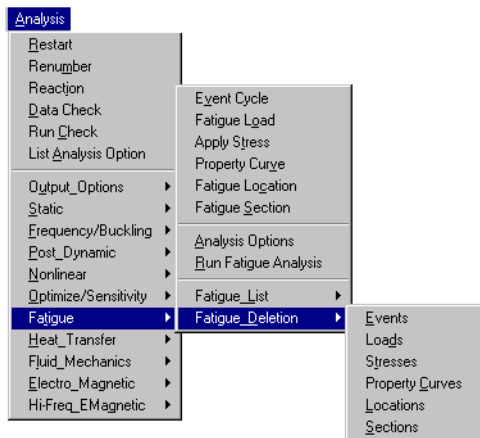 Analysis
Restart
Renumber
Reaction
Data Check
Run Check
List Analysis Option
Output_Options
Static
Frequency/Buckling
Post_Dynamic
Nonlinear
Optimize/Sensitivity
Fatigue
Heat_Transfer
Fluid_Mechanics
Electro_Magnetic
Hi-Freq_EMagnetic
Event Cycle
Fatigue Load
Apply Stress
Property Curve
Fatigue Location
Fatigue Section
Analysis Options
Run Fatigue Analysis
Fatigue_List
Fatigue_Deletion
Events
Loads
Stresses
Property Curves
Locations
Sections